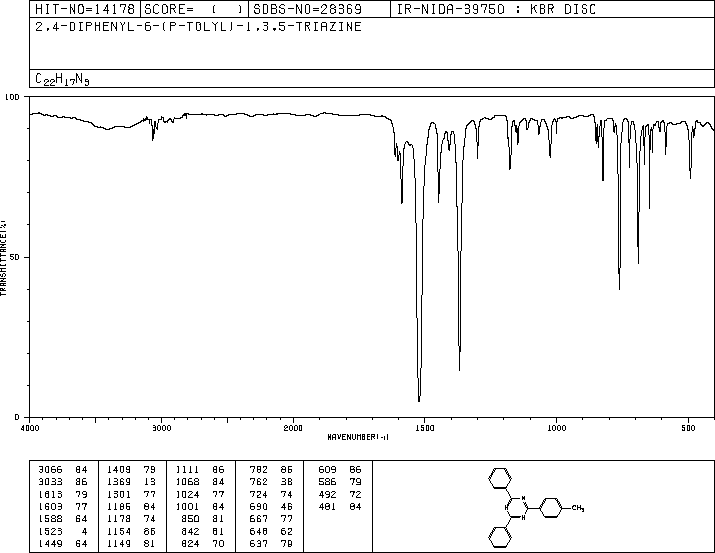 HIT-NO=14178 SCORE= ( ) SDBS-NO=28369 IR-NIDA-39750 : KBR DISC
2,4-DIPHENYL-6-(P-TOLYL)-1,3,5-TRIAZINE
C22H17N3
100
50
0
TRANSMITTANCE(%)
4000 3000 2000 1500 1000 500
WAVENUMBER(-1)
3066 84 1409 79 1111 86 782 86 609 86
3033 86 1369 13 1068 84 762 38 586 79
1613 79 1301 77 1024 77 724 74 492 72
1603 77 1186 84 1001 84 690 46 481 84
1588 64 1178 74 850 81 667 77
1523 4 1154 86 842 81 648 62
1449 64 1149 81 824 70 637 79
N
N
N
CH3